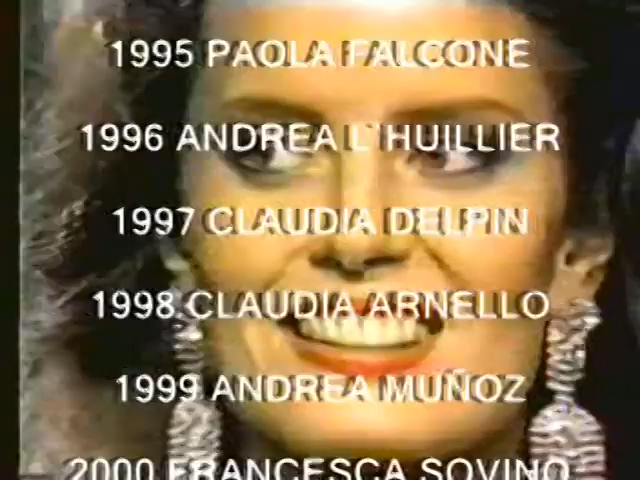 1995 PAOLA FALCONE
1996 ANDREA L'HUILLIER
1997 CLAUDIA DELPIN
1998 CLAUDIA ARNELLO
1999 ANDREA MUÑOZ
2000 FRANCESCA SOVINO